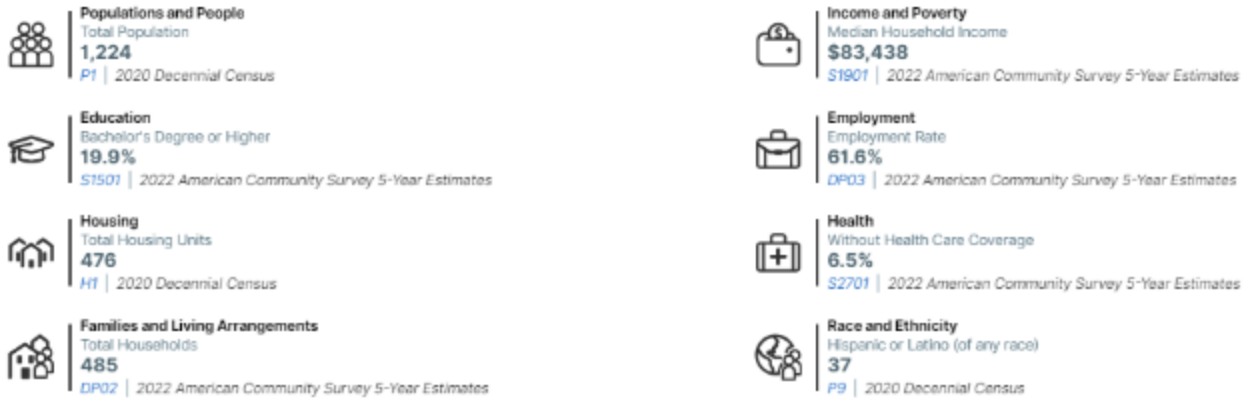 Populations and People
Total Population
1,224
P1 | 2020 Decennial Census
Education
Bachelor's Degree or Higher
19.9%
S1501 | 2022 American Community Survey 5-Year Estimates
Housing
Total Housing Units
476
H1 | 2020 Decennial Census
Families and Living Arrangements
Total Households
485
DP02 | 2022 American Community Survey 5-Year Estimates
Income and Poverty
Median Household Income
$83,438
S1901 | 2022 American Community Survey 5-Year Estimates
Employment
Employment Rate
61.6%
DP03 | 2022 American Community Survey 5-Year Estimates
Health
Without Health Care Coverage
6.5%
S2701 | 2022 American Community Survey 5-Year Estimates
Race and Ethnicity
Hispanic or Latino (of any race)
37
P9 | 2020 Decennial Census